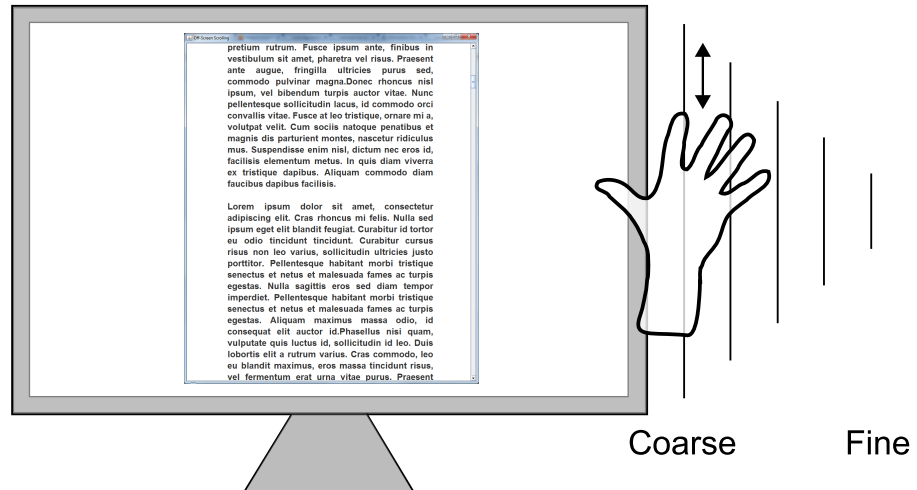 Off-Screen Scrolling
pretium rutrum. Fusce ipsum ante, finibus in
vestibulum sit amet, pharetra vel risus. Praesent
ante augue, fringilla ultricies purus sed,
commodo pulvinar magna.Donec rhoncus nisl
ipsum, vel bibendum turpis auctor vitae. Nunc
pellentesque sollicitudin lacus, id commodo orci
convallis vitae. Fusce at leo tristique, ornare mi a,
volutpat velit. Cum sociis natoque penatibus et
magnis dis parturient montes, nascetur ridiculus
mus. Suspendisse enim nisl, dictum nec eros id,
facilisis elementum metus. In quis diam viverra
ex tristique dapibus. Aliquam commodo diam
faucibus dapibus facilisis.
Lorem ipsum dolor sit amet, consectetur
adipiscing elit. Cras rhoncus mi felis. Nulla sed
ipsum eget elit blandit feugiat. Curabitur id tortor
eu odio tincidunt tincidunt. Curabitur cursus
risus non leo varius, sollicitudin ultricies justo
porttitor. Pellentesque habitant morbi tristique
senectus et netus et malesuada fames ac turpis
egestas. Nulla sagittis eros sed diam tempor
imperdiet. Pellentesque habitant morbi tristique
senectus et netus et malesuada fames ac turpis
egestas. Aliquam maximus massa odio, id
consequat elit auctor id.Phasellus nisi quam,
vulputate quis luctus id, sollicitudin id leo. Duis
lobortis elit a rutrum varius. Cras commodo, leo
eu blandit maximus, eros massa tincidunt risus,
vel fermentum erat urna vitae purus. Praesent
Coarse
Fine